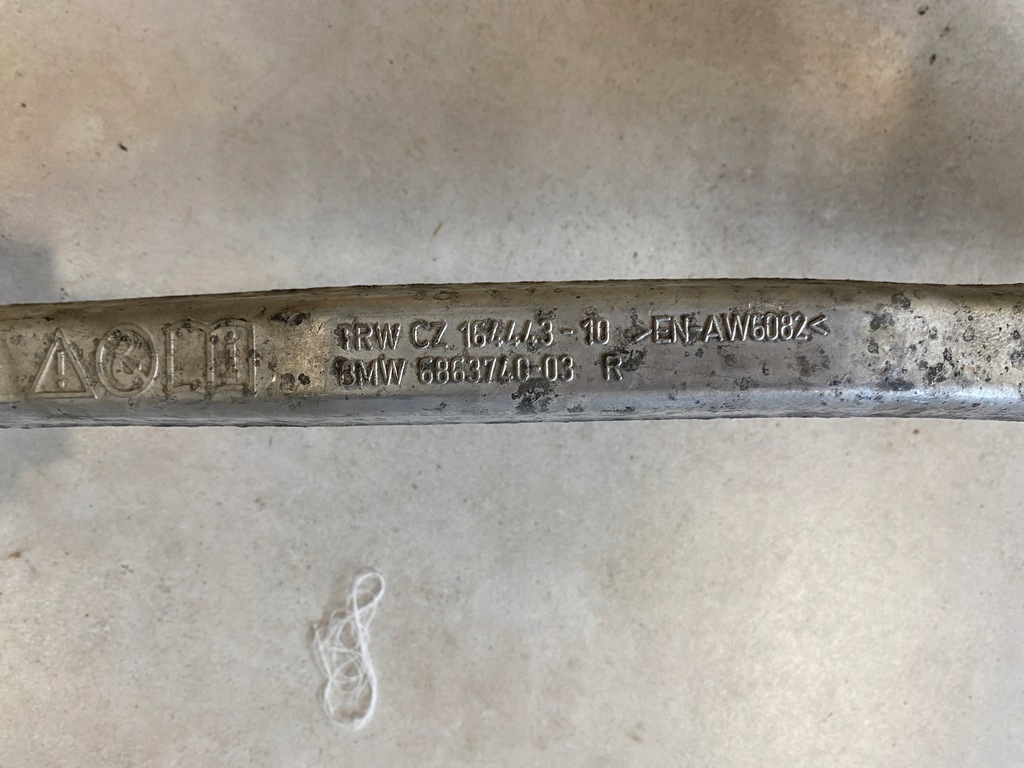 TRW CZ 164443-10 >EN-AW6082<
BMW 6863740-03 R